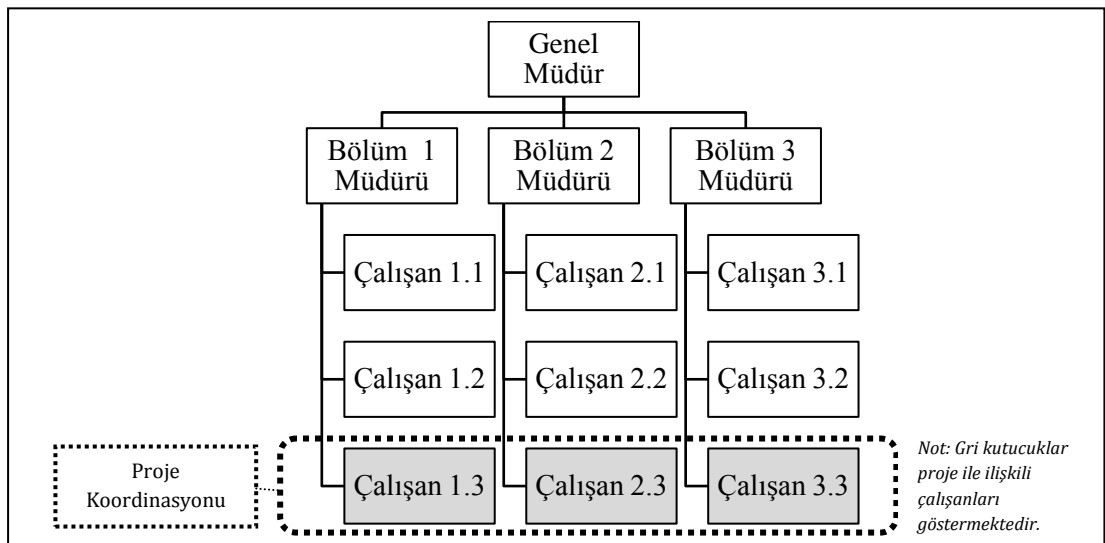 Genel
Müdür
Bölüm 1
Müdürü
Bölüm 2
Müdürü
Bölüm 3
Müdürü
Çalışan 1.1
Çalışan 2.1
Çalışan 3.1
Çalışan 1.2
Çalışan 2.2
Çalışan 3.2
Proje
Koordinasyonu
Çalışan 1.3
Çalışan 2.3
Çalışan 3.3
Not: Gri kutucuklar
proje ile ilişkili
çalışanları
göstermektedir.